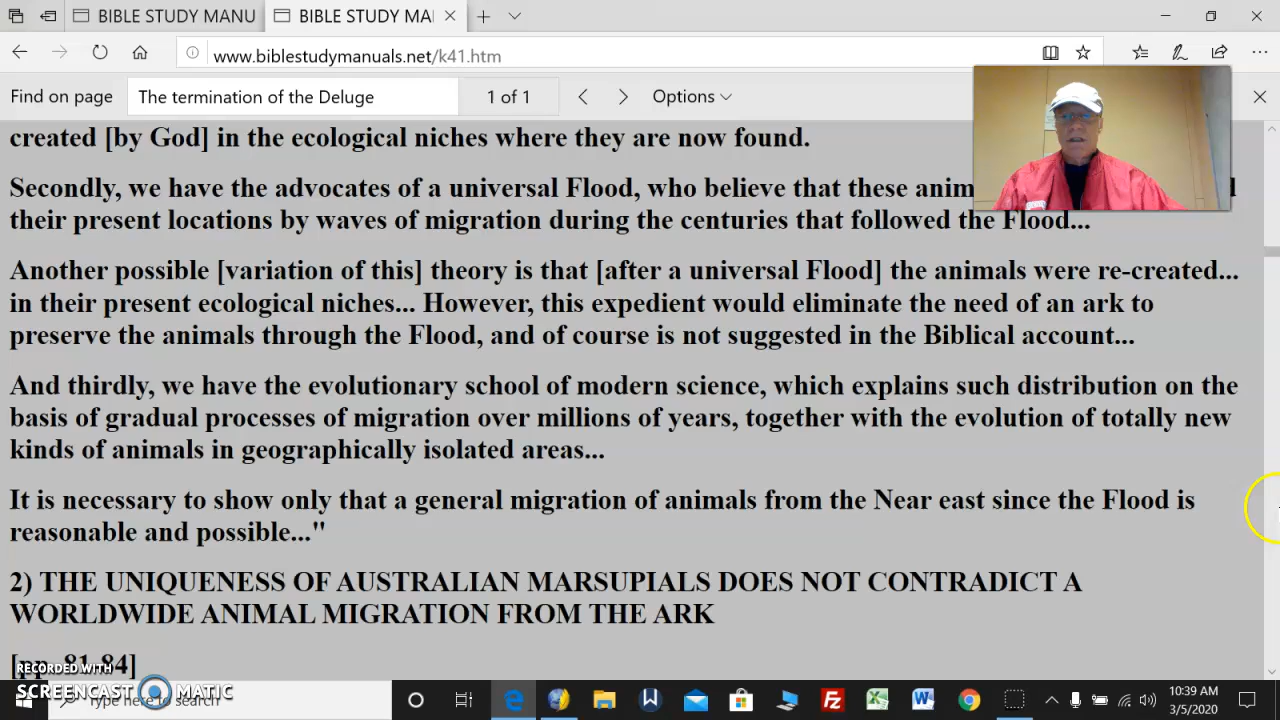 BIBLE STUDY MANU
BIBLE STUDY MA
www.biblestudymanuals.net/k41.htm
Find on page
The termination of the Deluge
1 of 1
Options
created [by God] in the ecological niches where they are now found.
Secondly, we have the advocates of a universal Flood, who believe that these
their present locations by waves of migration during the centuries that followed the Flood...
Another possible [variation of this] theory is that [after a universal Flood] the animals were re-created...
in their present ecological niches... However, this expedient would eliminate the need of an ark to
preserve the animals through the Flood, and of course is not suggested in the Biblical account...
And thirdly, we have the evolutionary school of modern science, which explains such distribution on the
basis of gradual processes of migration over millions of years, together with the evolution of totally new
kinds of animals in geographically isolated areas...
It is necessary to show only that a general migration of animals from the Near east since the Flood is
reasonable and possible..."
2) THE UNIQUENESS OF AUSTRALIAN MARSUPIALS DOES NOT CONTRADICT A
WORLDWIDE ANIMAL MIGRATION FROM THE ARK
[pp. 81-84]
RECORDED WITH
SCREENCAST MATIC
Type here to search
10:39 AM
3/5/2020